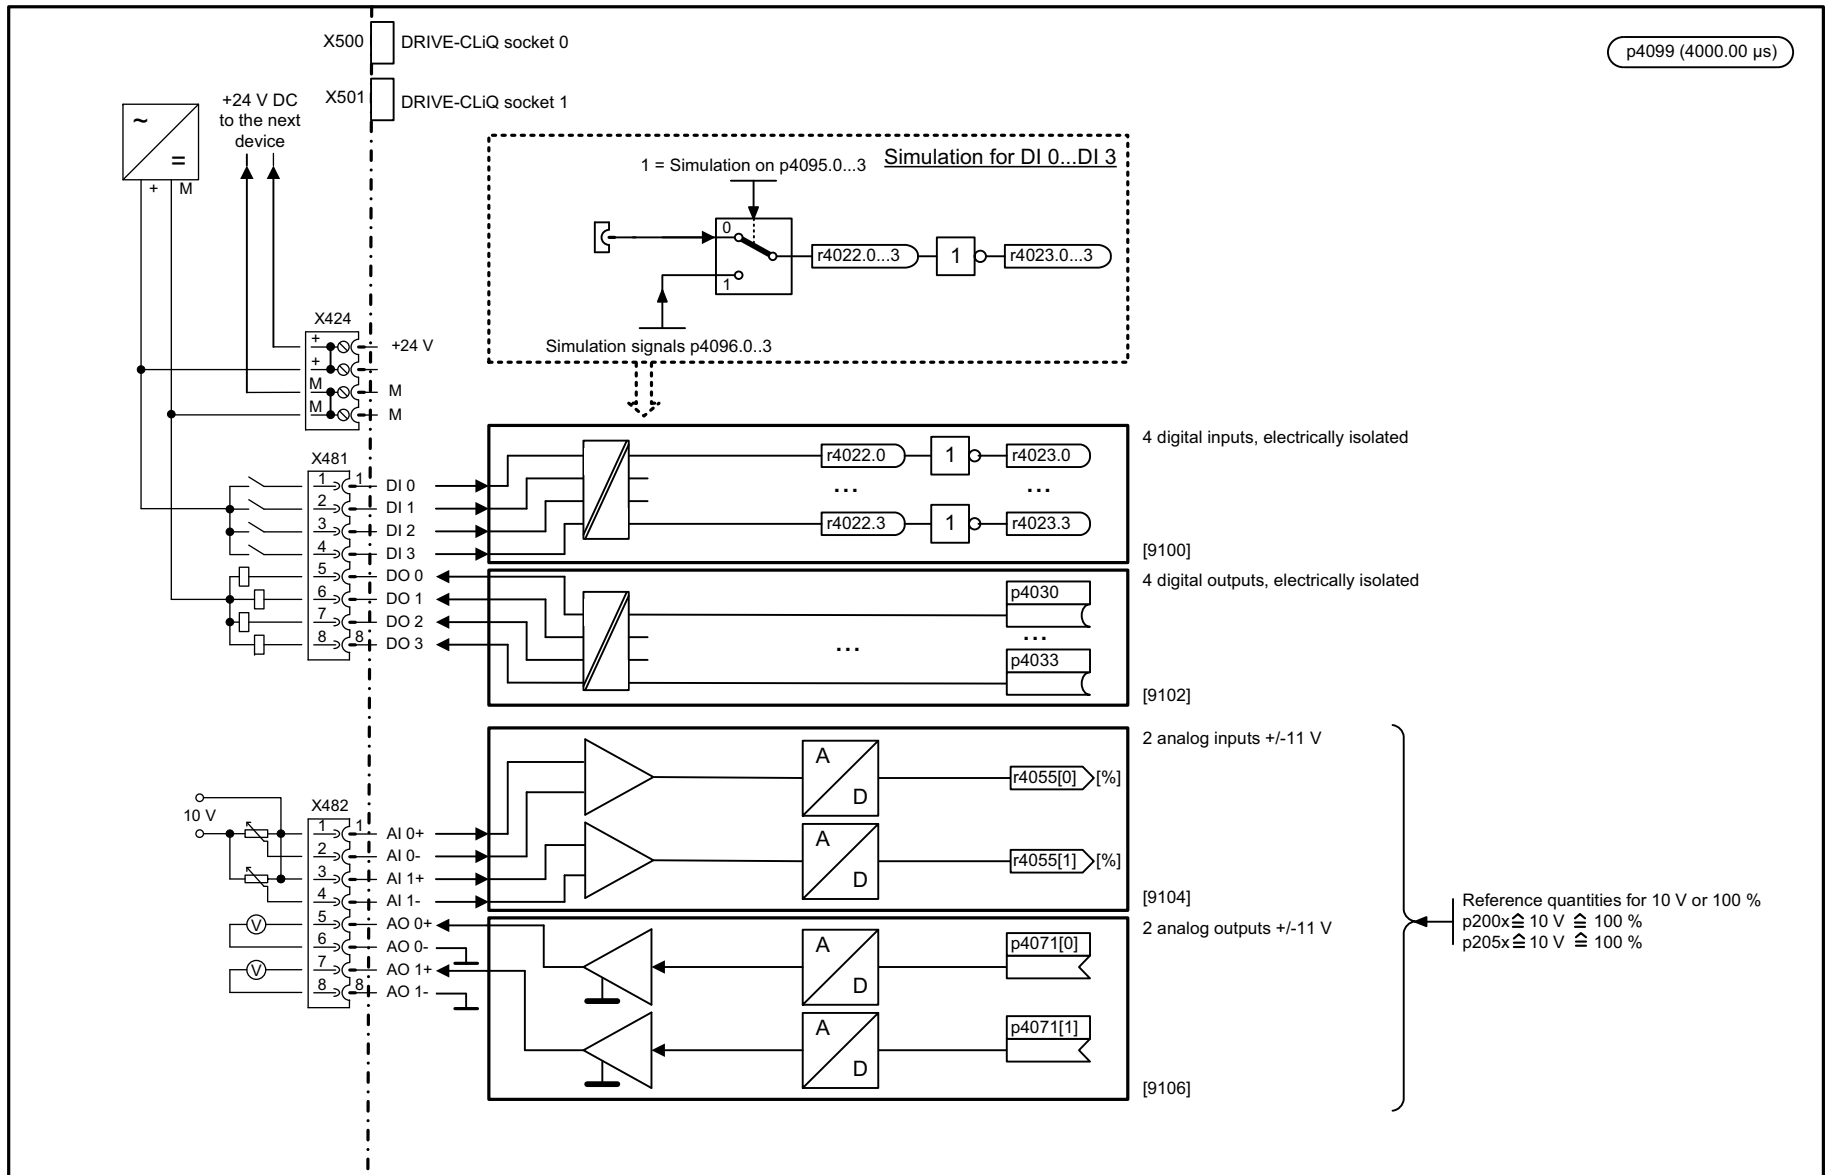 X500 DRIVE-CLiQ socket 0
p4099 (4000.00 µs)
X501 DRIVE-CLiQ socket 1
+24 V DC
to the next
device
~
=
+ M
Simulation for DI 0...DI 3
1 = Simulation on p4095.0...3
0
1
r4022.0...3 1 r4023.0...3
Simulation signals p4096.0..3
X424
+ +24 V
+
M M
M M
4 digital inputs, electrically isolated
X481
1 1 DI 0
2 DI 1
3 DI 2
4 DI 3
5 DO 0
6 DO 1
7 DO 2
8 8 DO 3
r4022.0 1 r4023.0
... ...
r4022.3 1 r4023.3
[9100]
4 digital outputs, electrically isolated
p4030
... ...
p4033
[9102]
2 analog inputs +/-11 V
A
D
r4055[0] [%]
A
D
r4055[1] [%]
[9104]
10 V
X482
1 1 AI 0+
2 AI 0-
3 AI 1+
4 AI 1-
V 5 AO 0+
6 AO 0-
V 7 AO 1+
8 8 AO 1-
2 analog outputs +/-11 V
A
D
p4071[0]
A
D
p4071[1]
[9106]
Reference quantities for 10 V or 100 %
p200x ≙ 10 V ≙ 100 %
p205x ≙ 10 V ≙ 100 %